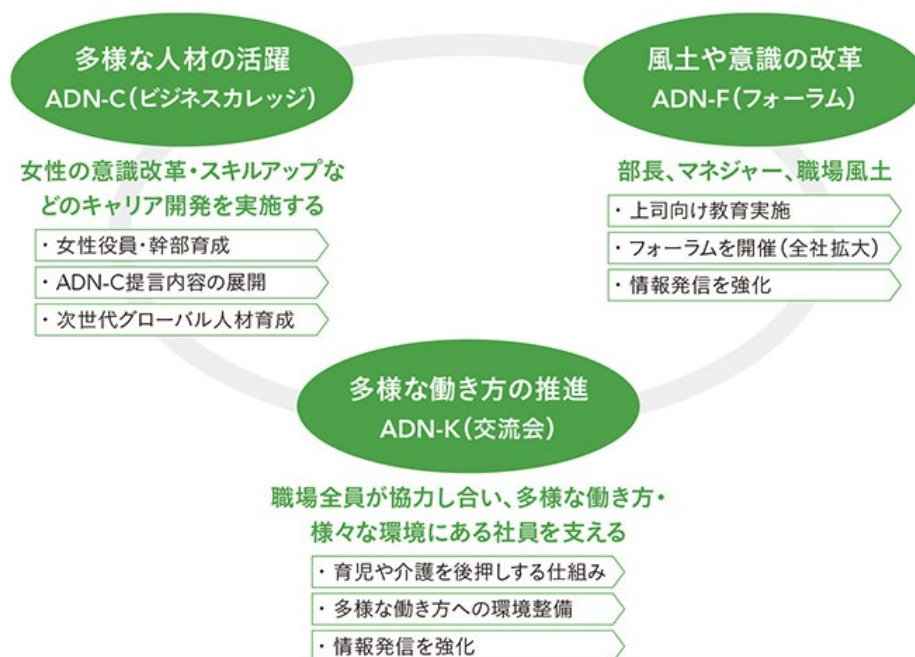 多様な人材の活躍
ADN-C（ビジネスカレッジ）
女性の意識改革・スキルアップな
どのキャリア開発を実施する
・女性役員・幹部育成
・ADN-C提言内容の展開
・次世代グローバル人材育成
風土や意識の改革
ADN-F（フォーラム）
部長、マネジャー、職場風土
・上司向け教育実施
・フォーラムを開催（全社拡大）
・情報発信を強化
多様な働き方の推進
ADN-K（交流会）
職場全員が協力し合い、多様な働き方・
様々な環境にある社員を支える
・育児や介護を後押しする仕組み
・多様な働き方への環境整備
・情報発信を強化